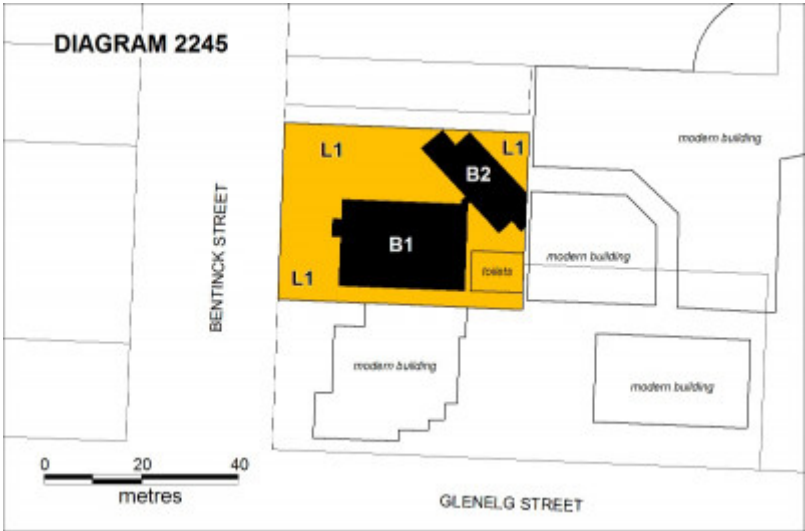 DIAGRAM 2245
modern building
L1
L1
B2
BENTINCK STREET
B1
modern building
toilets
L1
modern building
modern building
0 20 40
metres
GLENELG STREET